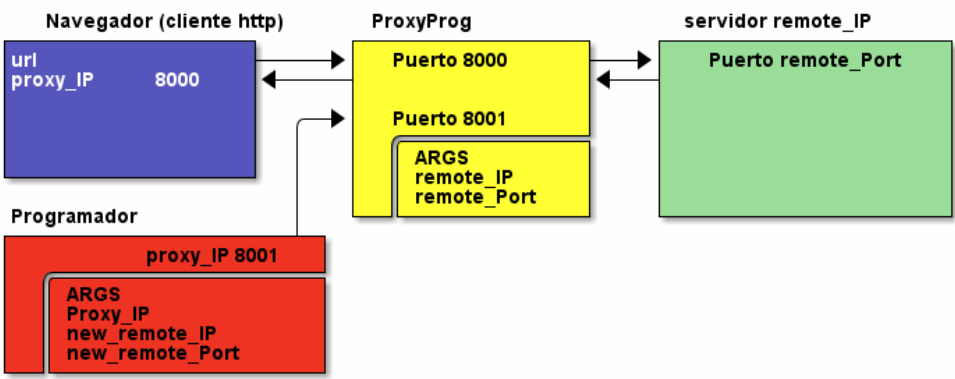 Navegador (cliente http)
url
proxy_IP 8000
ProxyProg
Puerto 8000
Puerto 8001
ARGS
remote_IP
remote_Port
servidor remote_IP
Puerto remote_Port
Programador
proxy_IP 8001
ARGS
Proxy_IP
new_remote_IP
new_remote_Port